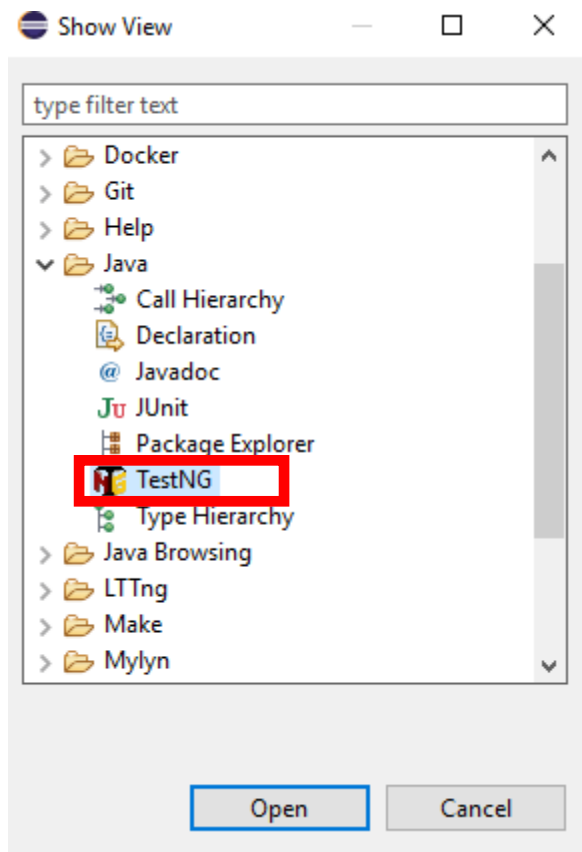 Show View
type filter text
Docker
Git
Help
Java
Call Hierarchy
Declaration
@ Javadoc
Ju JUnit
Package Explorer
TestNG
Type Hierarchy
Java Browsing
LTTng
Make
Mylyn
Open Cancel